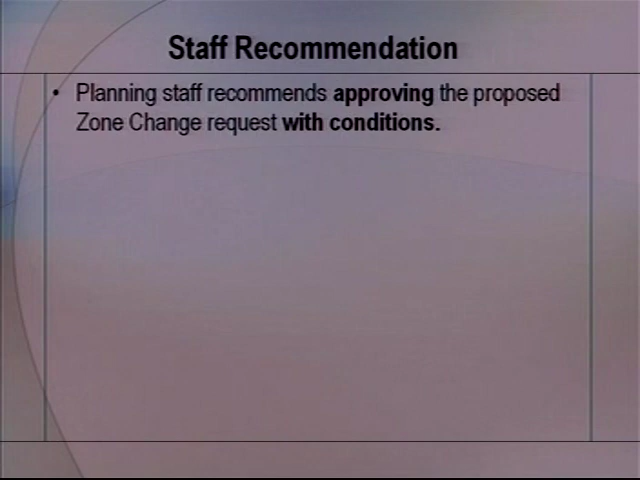 Staff Recommendation
• Planning staff recommends approving the proposed
Zone Change request with conditions.